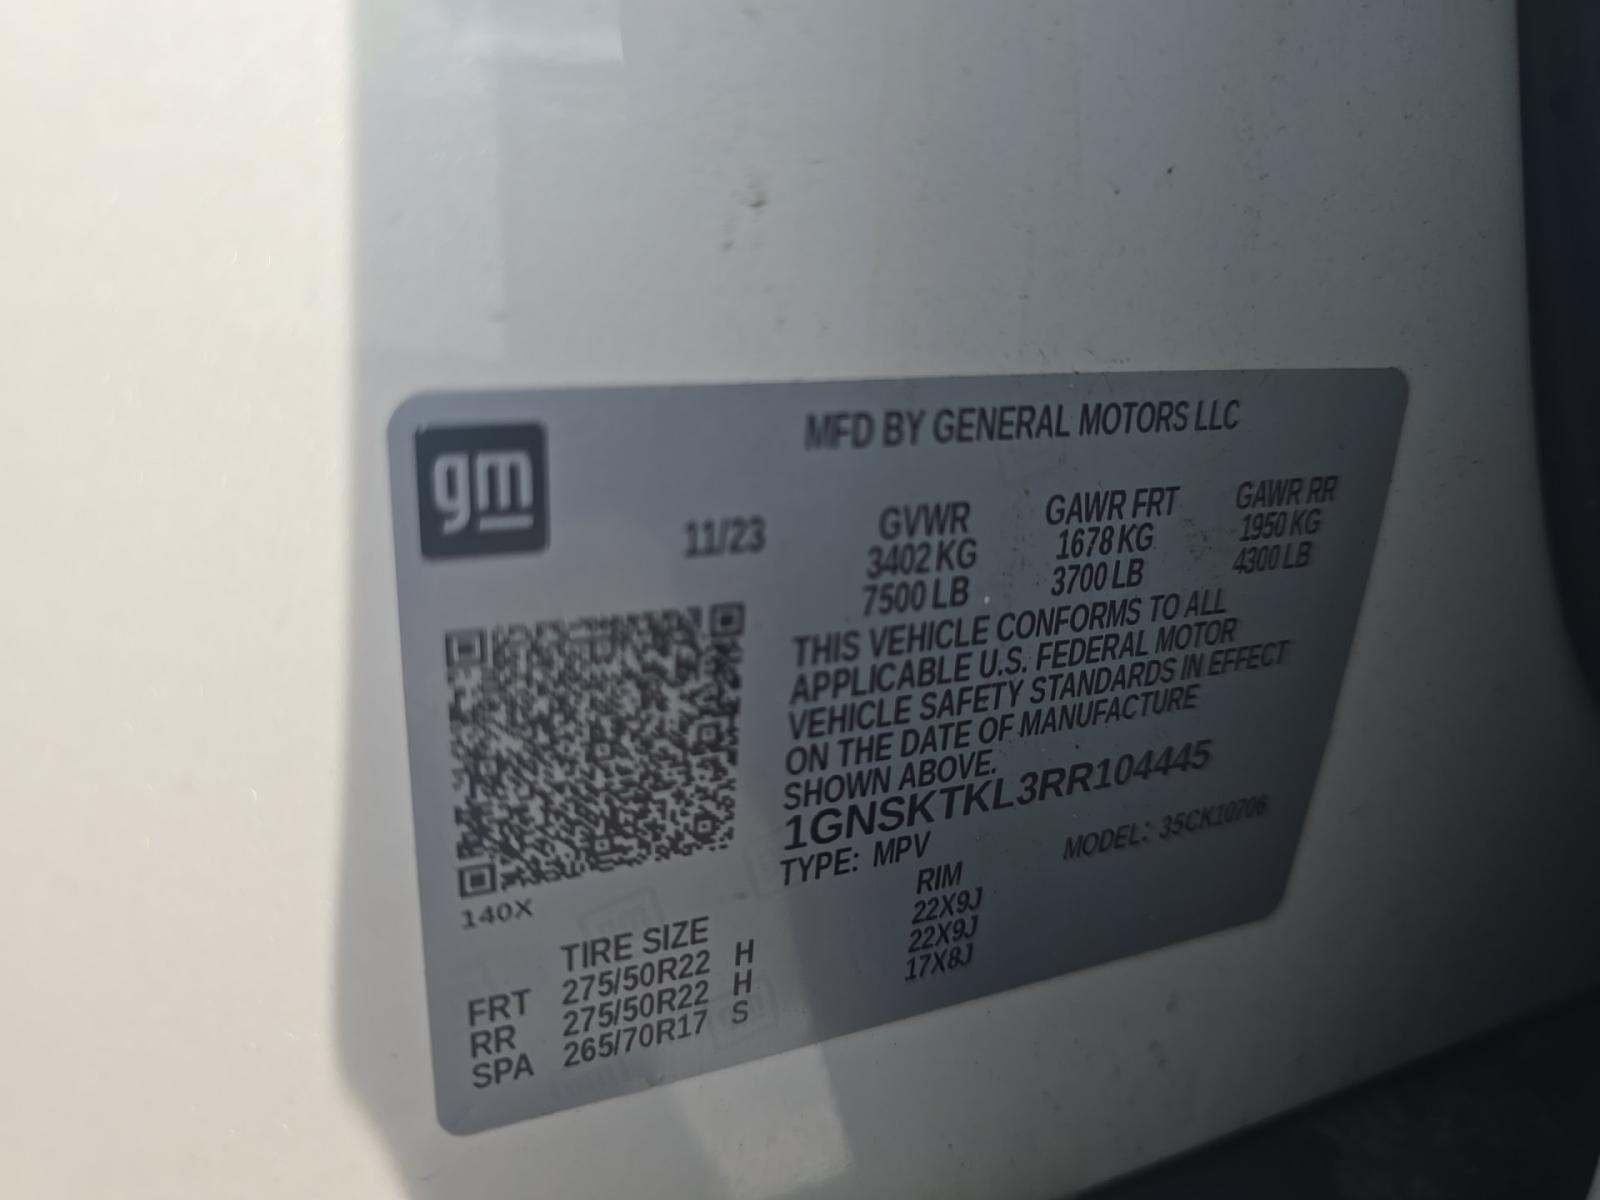 gm
MFD BY GENERAL MOTORS LLC
11/23
GVWR GAWR FRT GAWR RR
3402 KG 1678 KG 1950 KG
7500 LB 3700 LB 4300 LB
THIS VEHICLE CONFORMS TO ALL
APPLICABLE U.S. FEDERAL MOTOR
VEHICLE SAFETY STANDARDS IN EFFECT
ON THE DATE OF MANUFACTURE
SHOWN ABOVE.
1GNSKTKL3RR104445
TYPE: MPV MODEL: 35CK10706
140X
TIRE SIZE RIM
FRT 275/50R22 H 22X9J
RR 275/50R22 H 22X9J
SPA 265/70R17 S 17X8J